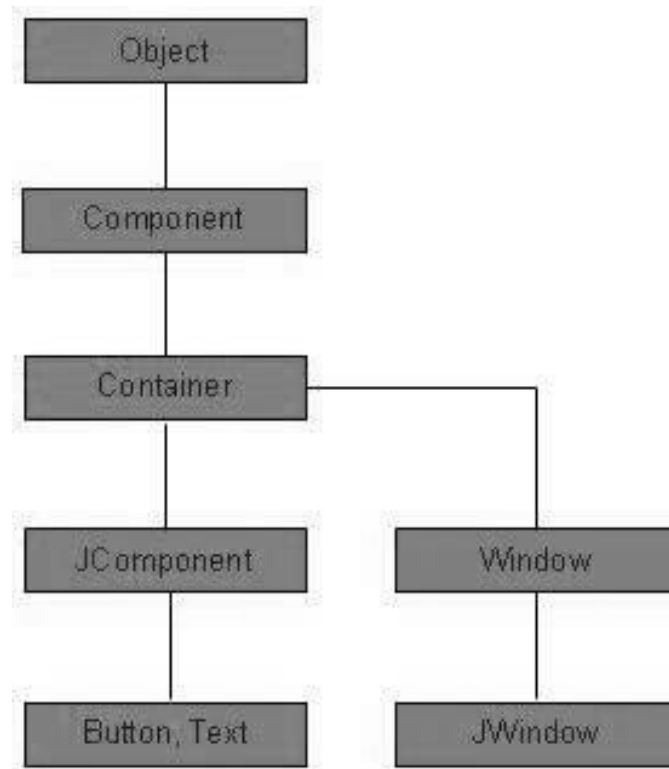 Object
Component
Container
JComponent
Window
Button, Text
JWindow